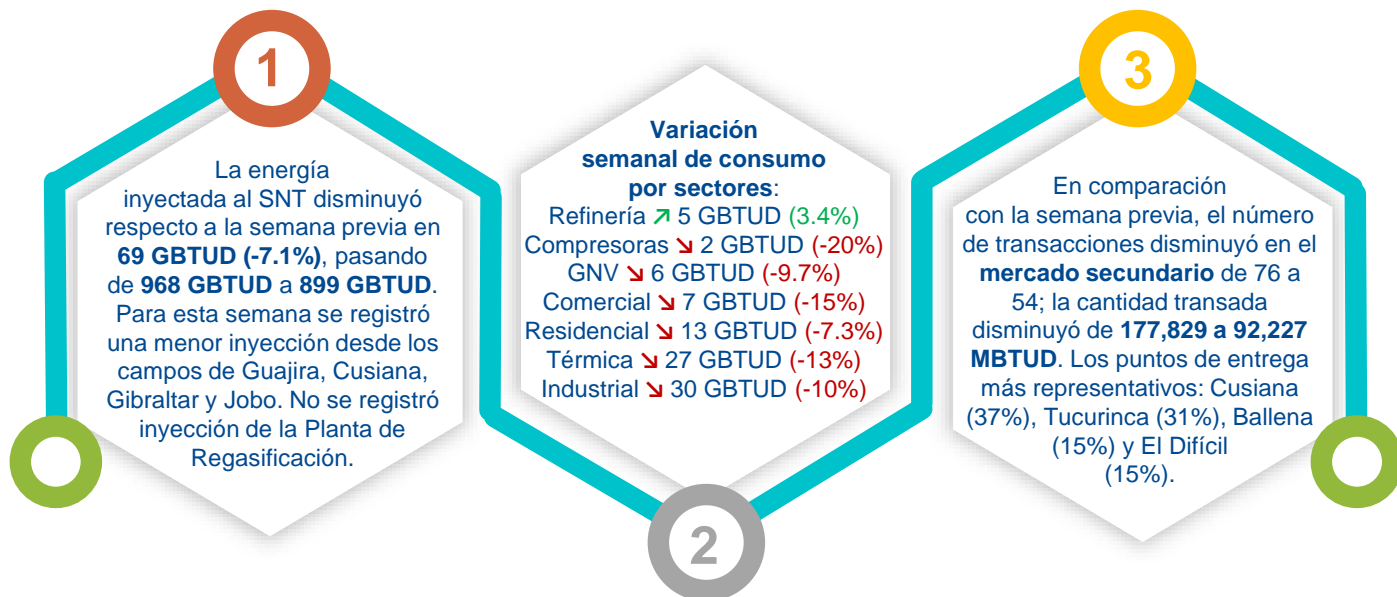 1
La energía
inyectada al SNT disminuyó
respecto a la semana previa en
69 GBTUD (-7.1%), pasando
de 968 GBTUD a 899 GBTUD.
Para esta semana se registró
una menor inyección desde los
campos de Guajira, Cusiana,
Gibraltar y Jobo. No se registró
inyección de la Planta de
Regasificación.
Variación
semanal de consumo
por sectores:
Refinería ↗ 5 GBTUD (3.4%)
Compresoras ↘ 2 GBTUD (-20%)
GNV ↘ 6 GBTUD (-9.7%)
Comercial ↘ 7 GBTUD (-15%)
Residencial ↘ 13 GBTUD (-7.3%)
Térmica ↘ 27 GBTUD (-13%)
Industrial ↘ 30 GBTUD (-10%)
2
3
En comparación
con la semana previa, el número
de transacciones disminuyó en el
mercado secundario de 76 a
54; la cantidad transada
disminuyó de 177,829 a 92,227
MBTUD. Los puntos de entrega
más representativos: Cusiana
(37%), Tucurinca (31%), Ballena
(15%) y El Difícil
(15%).